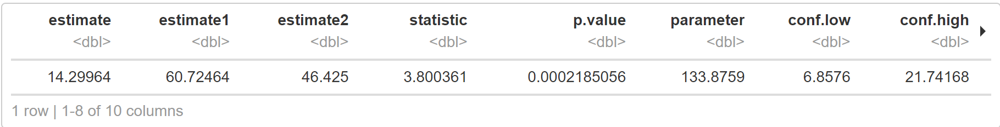 estimate estimate1 estimate2 statistic p.value parameter conf.low conf.high
<dbl> <dbl> <dbl> <dbl> <dbl> <dbl> <dbl> <dbl>
14.29964 60.72464 46.425 3.800361 0.0002185056 133.8759 6.8576 21.74168
1 row | 1-8 of 10 columns